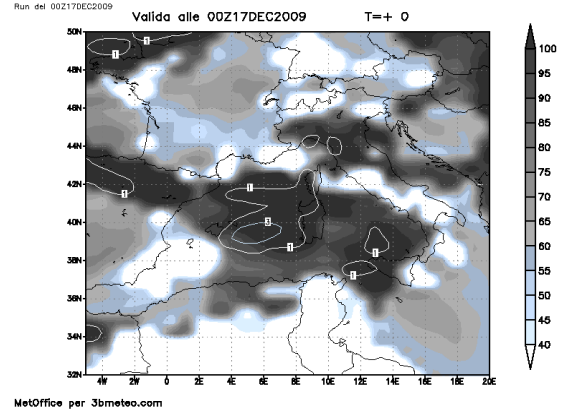 Run del 00Z17DEC2009
Valida alle 00Z17DEC2009 T=+ 0
50N
48N
46N
44N
42N
40N
38N
36N
34N
32N
4W 2W 0 2E 4E 6E 8E 10E 12E 14E 16E 18E 20E
100
95
90
85
80
75
70
65
60
55
50
45
40
1
1
1
1
3
1
1
1
MetOffice per 3bmeteo.com